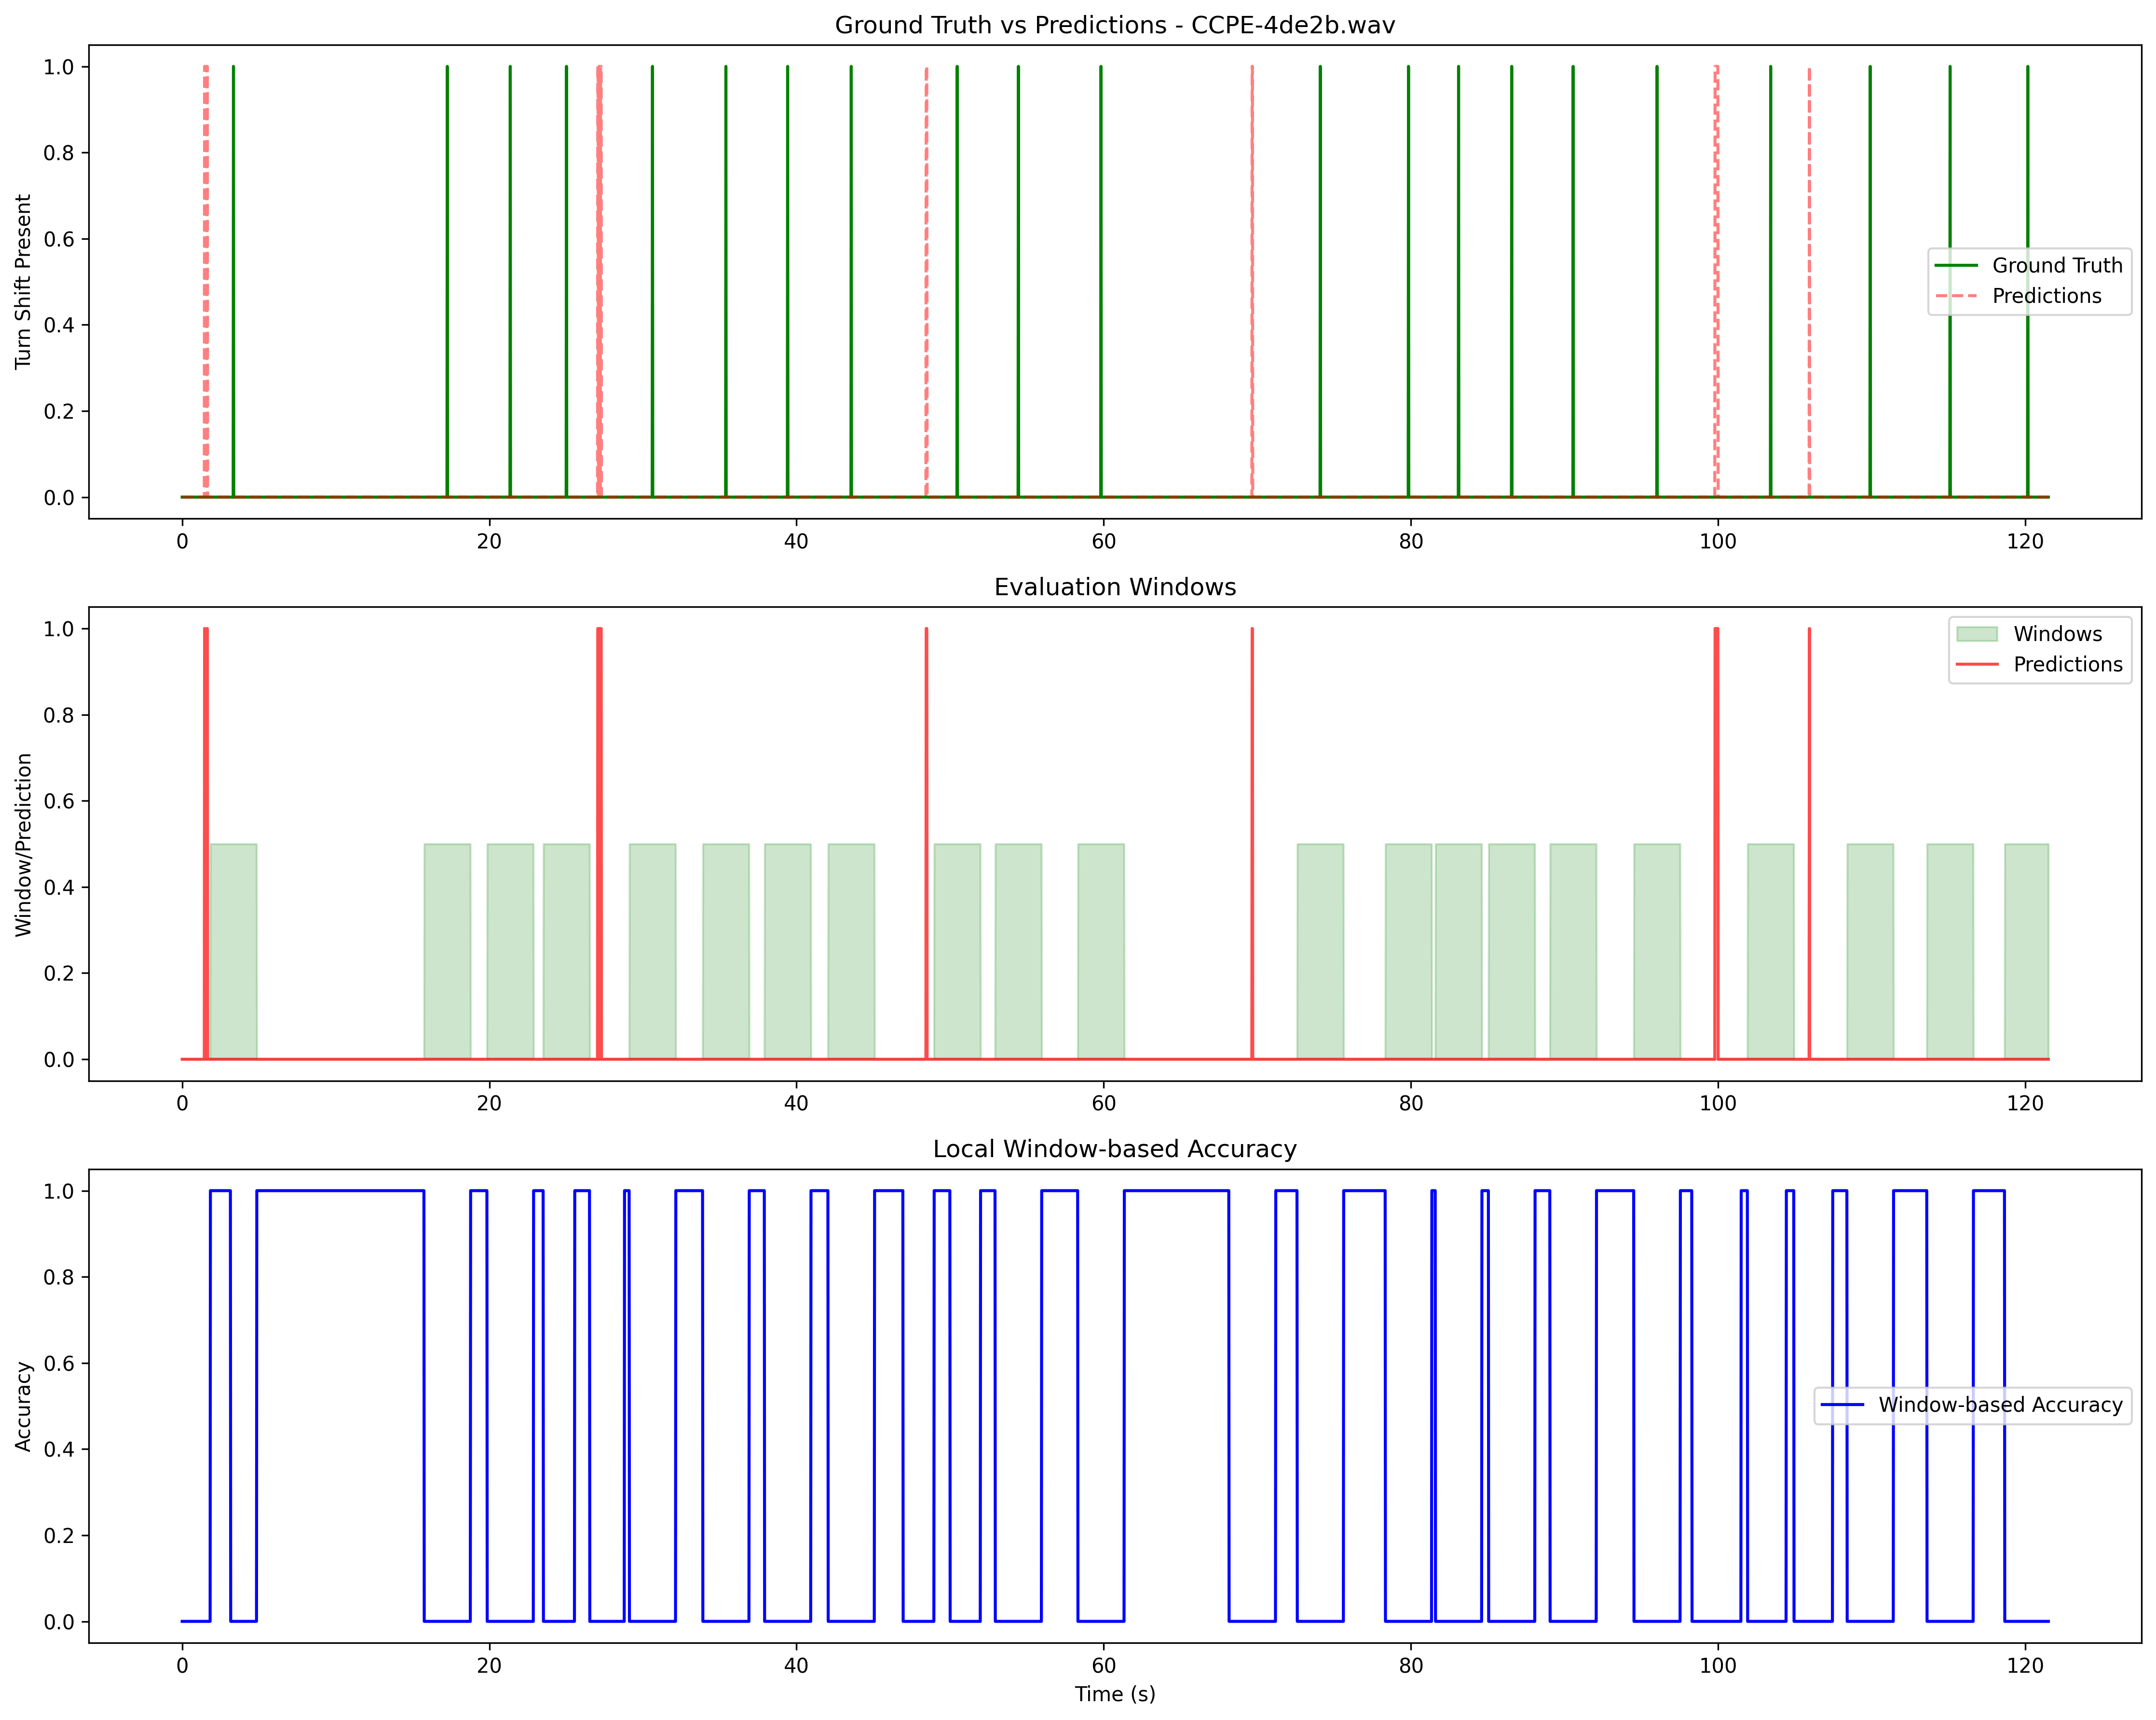 Ground Truth vs Predictions - CCPE-4de2b.wav
Turn Shift Present
1.0
0.8
0.6
0.4
0.2
0.0
Ground Truth
Predictions
0 20 40 60 80 100 120
Evaluation Windows
Window/Prediction
1.0
0.8
0.6
0.4
0.2
0.0
Windows
Predictions
0 20 40 60 80 100 120
Local Window-based Accuracy
Accuracy
1.0
0.8
0.6
0.4
0.2
0.0
Window-based Accuracy
0 20 40 60 80 100 120
Time (s)